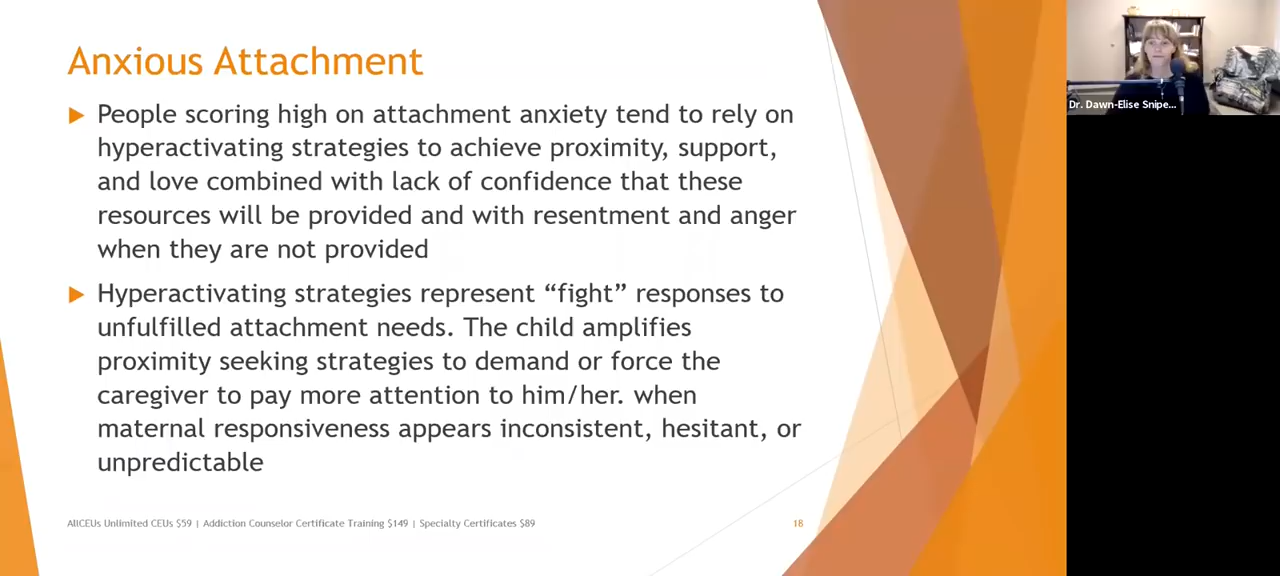 Anxious Attachment
People scoring high on attachment anxiety tend to rely on
hyperactivating strategies to achieve proximity, support,
and love combined with lack of confidence that these
resources will be provided and with resentment and anger
when they are not provided
Hyperactivating strategies represent “fight” responses to
unfulfilled attachment needs. The child amplifies
proximity seeking strategies to demand or force the
caregiver to pay more attention to him/her. when
maternal responsiveness appears inconsistent, hesitant, or
unpredictable
AllCEUs Unlimited CEUs $59 | Addiction Counselor Certificate Training $149 | Specialty Certificates $89
18
Dr. Dawn-Elise Snipe...